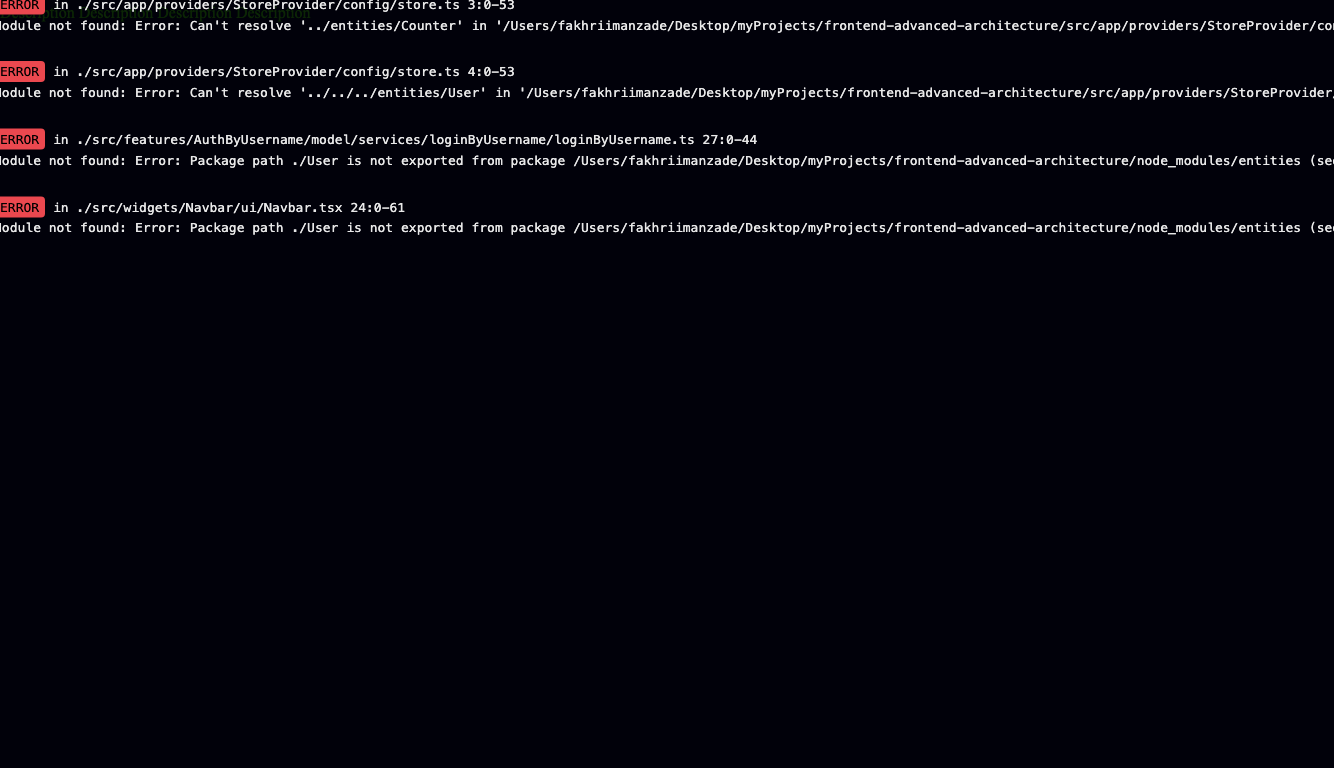 ERROR in ./src/app/providers/StoreProvider/config/store.ts 3:0-53
Module not found: Error: Can't resolve '../entities/Counter' in '/Users/fakhriimanzade/Desktop/myProjects/frontend-advanced-architecture/src/app/providers/StoreProvider/co
ERROR in ./src/app/providers/StoreProvider/config/store.ts 4:0-53
Module not found: Error: Can't resolve '../../../entities/User' in '/Users/fakhriimanzade/Desktop/myProjects/frontend-advanced-architecture/src/app/providers/StoreProvider/
ERROR in ./src/features/AuthByUsername/model/services/loginByUsername/loginByUsername.ts 27:0-44
Module not found: Error: Package path ./User is not exported from package /Users/fakhriimanzade/Desktop/myProjects/frontend-advanced-architecture/node_modules/entities (see
ERROR in ./src/widgets/Navbar/ui/Navbar.tsx 24:0-61
Module not found: Error: Package path ./User is not exported from package /Users/fakhriimanzade/Desktop/myProjects/frontend-advanced-architecture/node_modules/entities (see